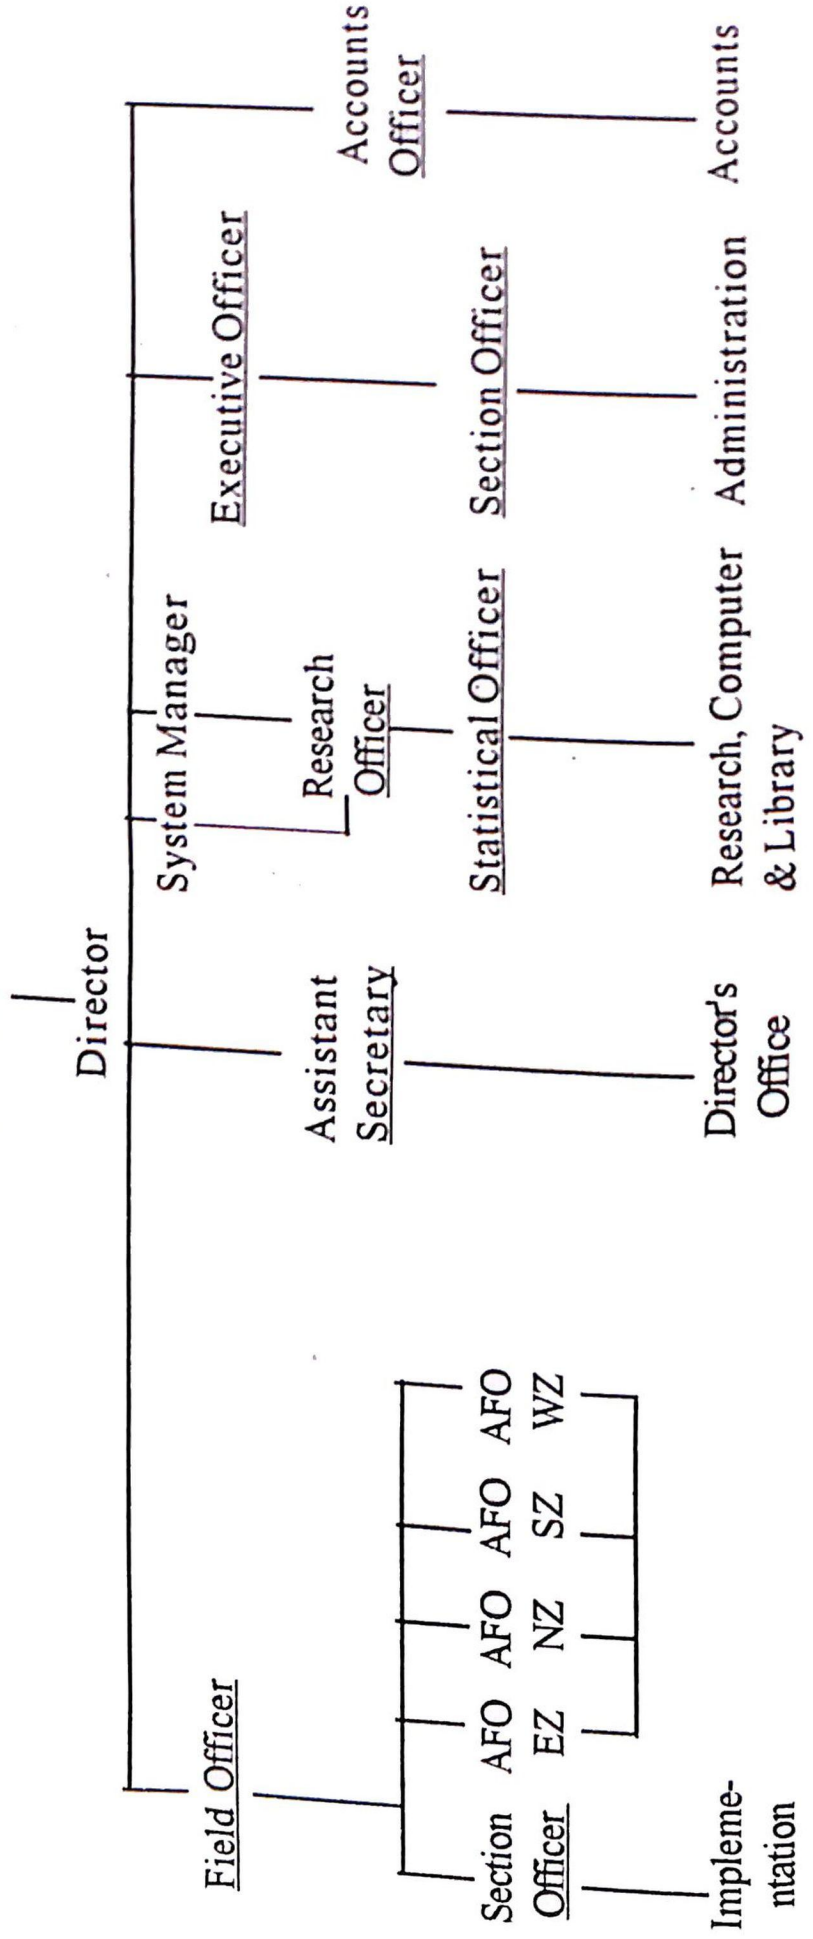 Director
Field Officer
Section
Officer
Impleme-
ntation
AFO
EZ
AFO
NZ
AFO
SZ
AFO
WZ
Assistant
Secretary
Director's
Office
System Manager
Research
Officer
Statistical Officer
Research, Computer
& Library
Executive Officer
Section Officer
Administration
Accounts
Officer
Accounts